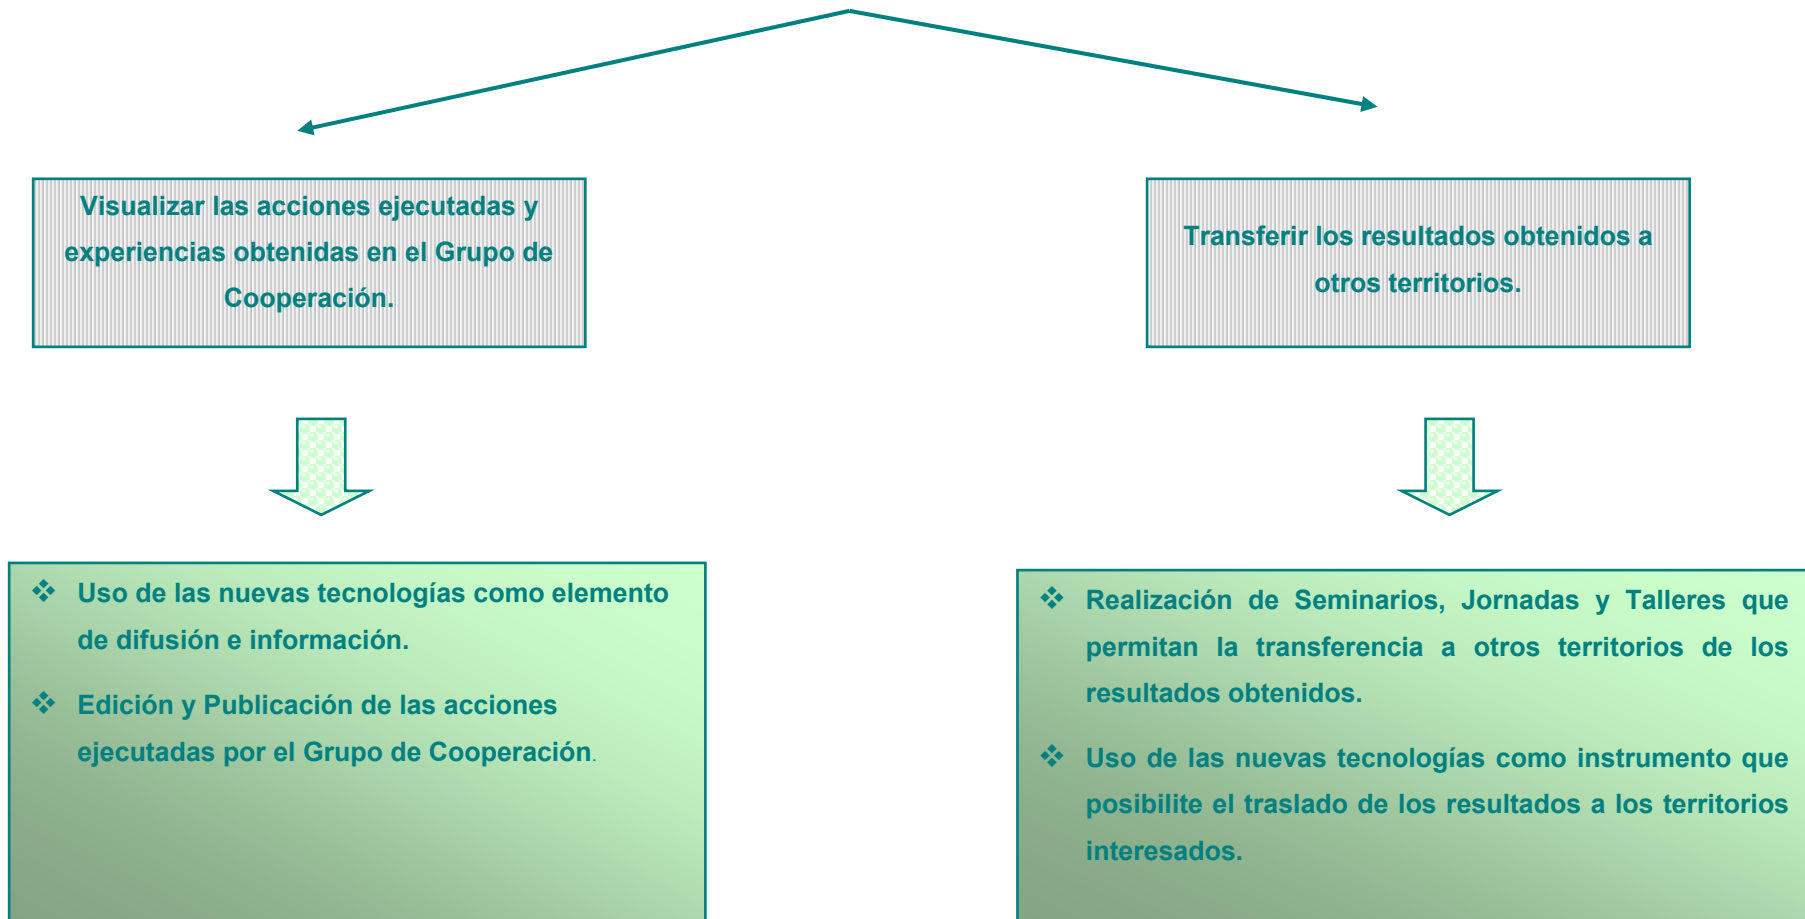 Visualizar las acciones ejecutadas y
experiencias obtenidas en el Grupo de
Cooperación.
Transferir los resultados obtenidos a
otros territorios.
❖ Uso de las nuevas tecnologías como elemento
de difusión e información.
❖ Edición y Publicación de las acciones
ejecutadas por el Grupo de Cooperación.
❖ Realización de Seminarios, Jornadas y Talleres que
permitan la transferencia a otros territorios de los
resultados obtenidos.
❖ Uso de las nuevas tecnologías como instrumento que
posibilite el traslado de los resultados a los territorios
interesados.